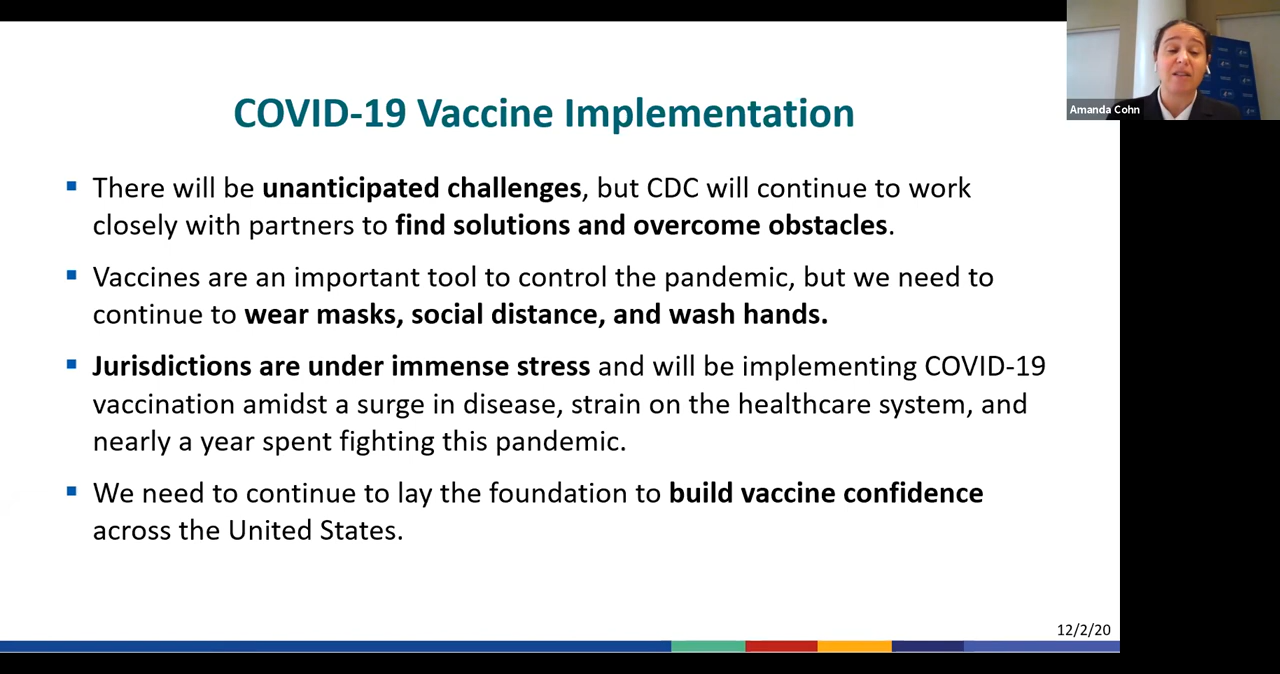 COVID-19 Vaccine Implementation
There will be unanticipated challenges, but CDC will continue to work
closely with partners to find solutions and overcome obstacles.
Vaccines are an important tool to control the pandemic, but we need to
continue to wear masks, social distance, and wash hands.
Jurisdictions are under immense stress and will be implementing COVID-19
vaccination amidst a surge in disease, strain on the healthcare system, and
nearly a year spent fighting this pandemic.
We need to continue to lay the foundation to build vaccine confidence
across the United States.
12/2/20
Amanda Cohn